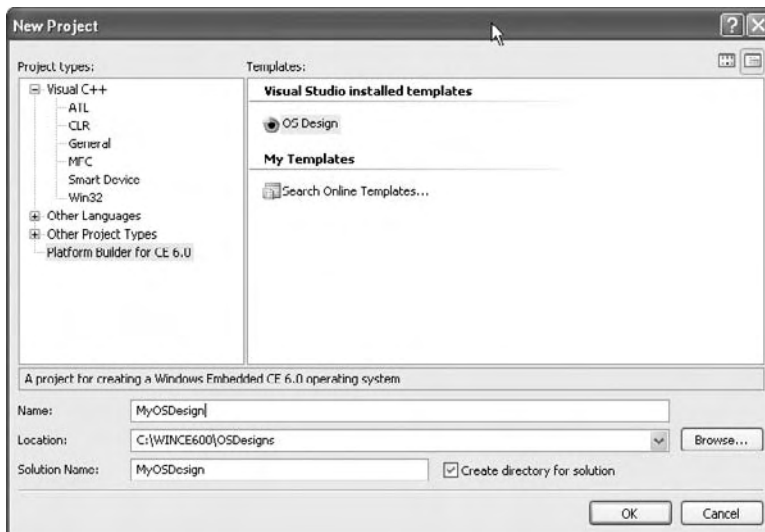 New Project
Project types:
Templates:
Visual C++
ATL
CLR
General
MFC
Smart Device
Win32
Other Languages
Other Project Types
Platform Builder for CE 6.0
Visual Studio installed templates
OS Design
My Templates
Search Online Templates...
A project for creating a Windows Embedded CE 6.0 operating system
Name:
MyOSDesign
Location:
C:\WINCE600\OSDesigns
Browse...
Solution Name:
MyOSDesign
Create directory for solution
OK
Cancel